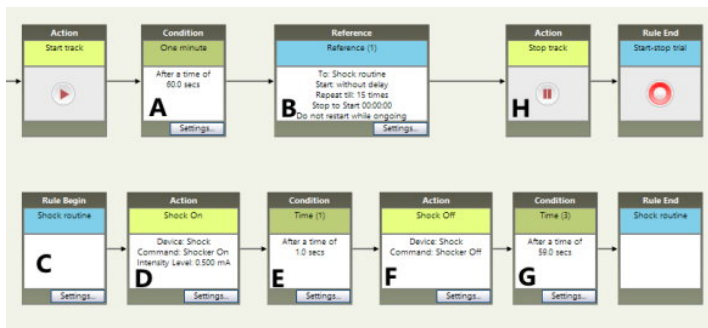 Action
Start track
Condition
One minute
After a time of
60.0 secs
A
Settings...
Reference
Reference (1)
To: Shock routine
Start: without delay
Repeat till: 15 times
Stop to Start 00:00:00
Do not restart while ongoing
B
Settings...
Action
Stop track
H
Rule End
Start-stop trial
Rule Begin
Shock routine
C
Settings...
Action
Shock On
Device: Shock
Command: Shocker On
Intensity Level: 0.500 mA
D
Settings...
Condition
Time (1)
After a time of
1.0 secs
E
Settings...
Action
Shock Off
Device: Shock
Command: Shocker Off
F
Settings...
Condition
Time (3)
After a time of
59.0 secs
G
Settings...
Rule End
Shock routine